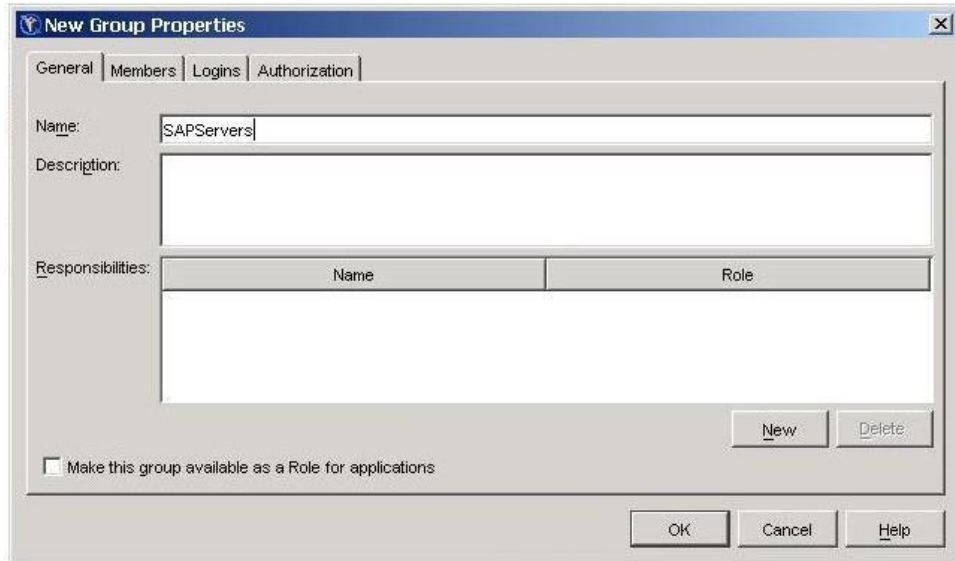 New Group Properties
General Members Logins Authorization
Name: SAPServers
Description:
Responsibilities: Name Role
New Delete
Make this group available as a Role for applications
OK Cancel Help